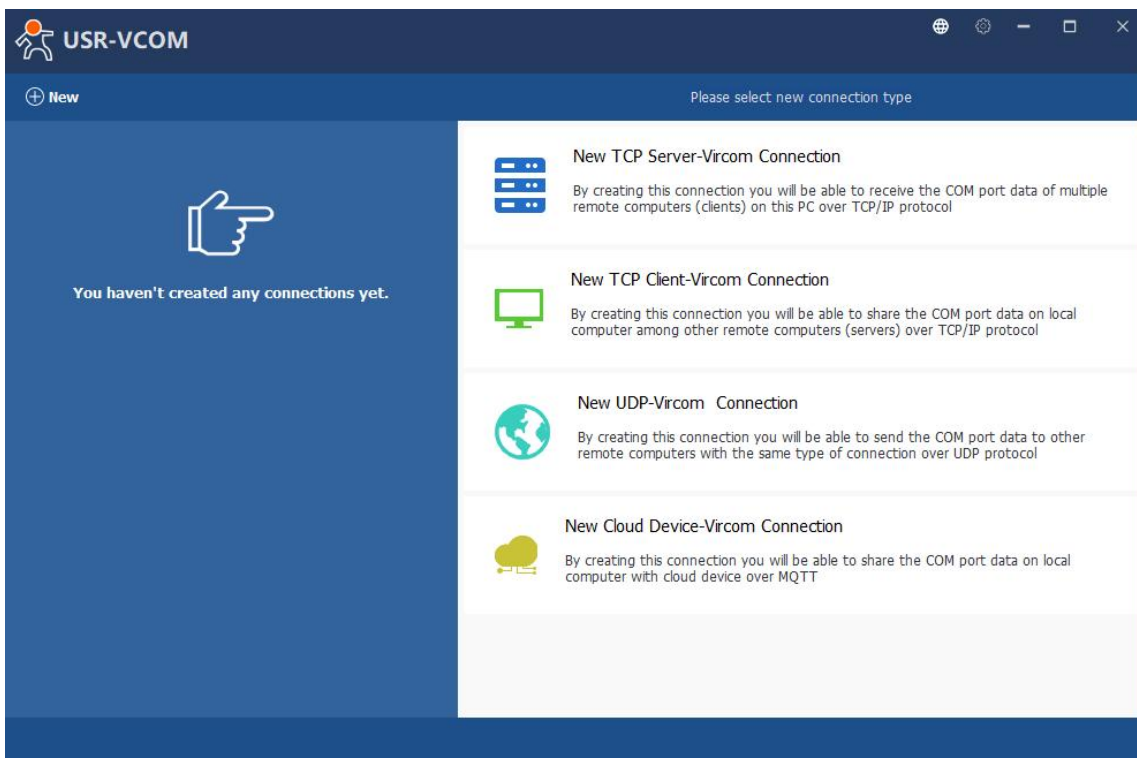 USR-VCOM
New
Please select new connection type
You haven't created any connections yet.
New TCP Server-Vircom Connection
By creating this connection you will be able to receive the COM port data of multiple
remote computers (clients) on this PC over TCP/IP protocol
New TCP Client-Vircom Connection
By creating this connection you will be able to share the COM port data on local
computer among other remote computers (servers) over TCP/IP protocol
New UDP-Vircom  Connection
By creating this connection you will be able to send the COM port data to other
remote computers with the same type of connection over UDP protocol
New Cloud Device-Vircom Connection
By creating this connection you will be able to share the COM port data on local
computer with cloud device over MQTT